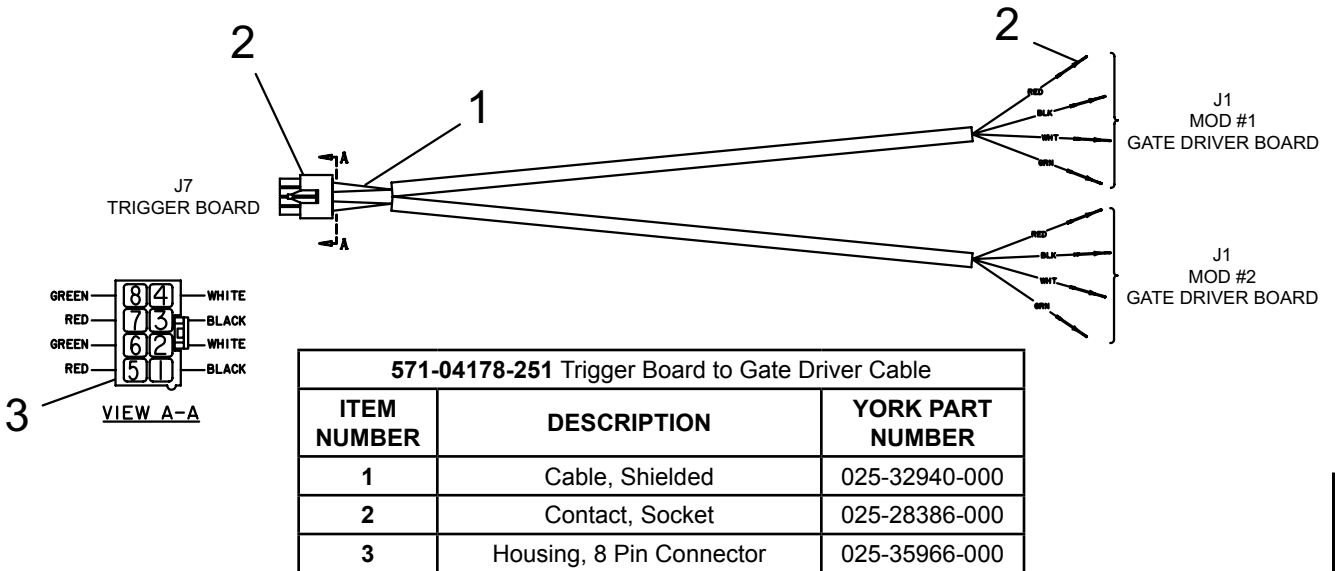 2
2
1
RED
BLK
WHT
GRN
J1
MOD #1
GATE DRIVER BOARD
A
A
J7
TRIGGER BOARD
RED
BLK
WHT
GRN
J1
MOD #2
GATE DRIVER BOARD
GREEN 8 4 WHITE
RED 7 3 BLACK
GREEN 6 2 WHITE
RED 5 1 BLACK
3
VIEW A-A
571-04178-251 Trigger Board to Gate Driver Cable
ITEM NUMBER DESCRIPTION YORK PART NUMBER
1 Cable, Shielded 025-32940-000
2 Contact, Socket 025-28386-000
3 Housing, 8 Pin Connector 025-35966-000